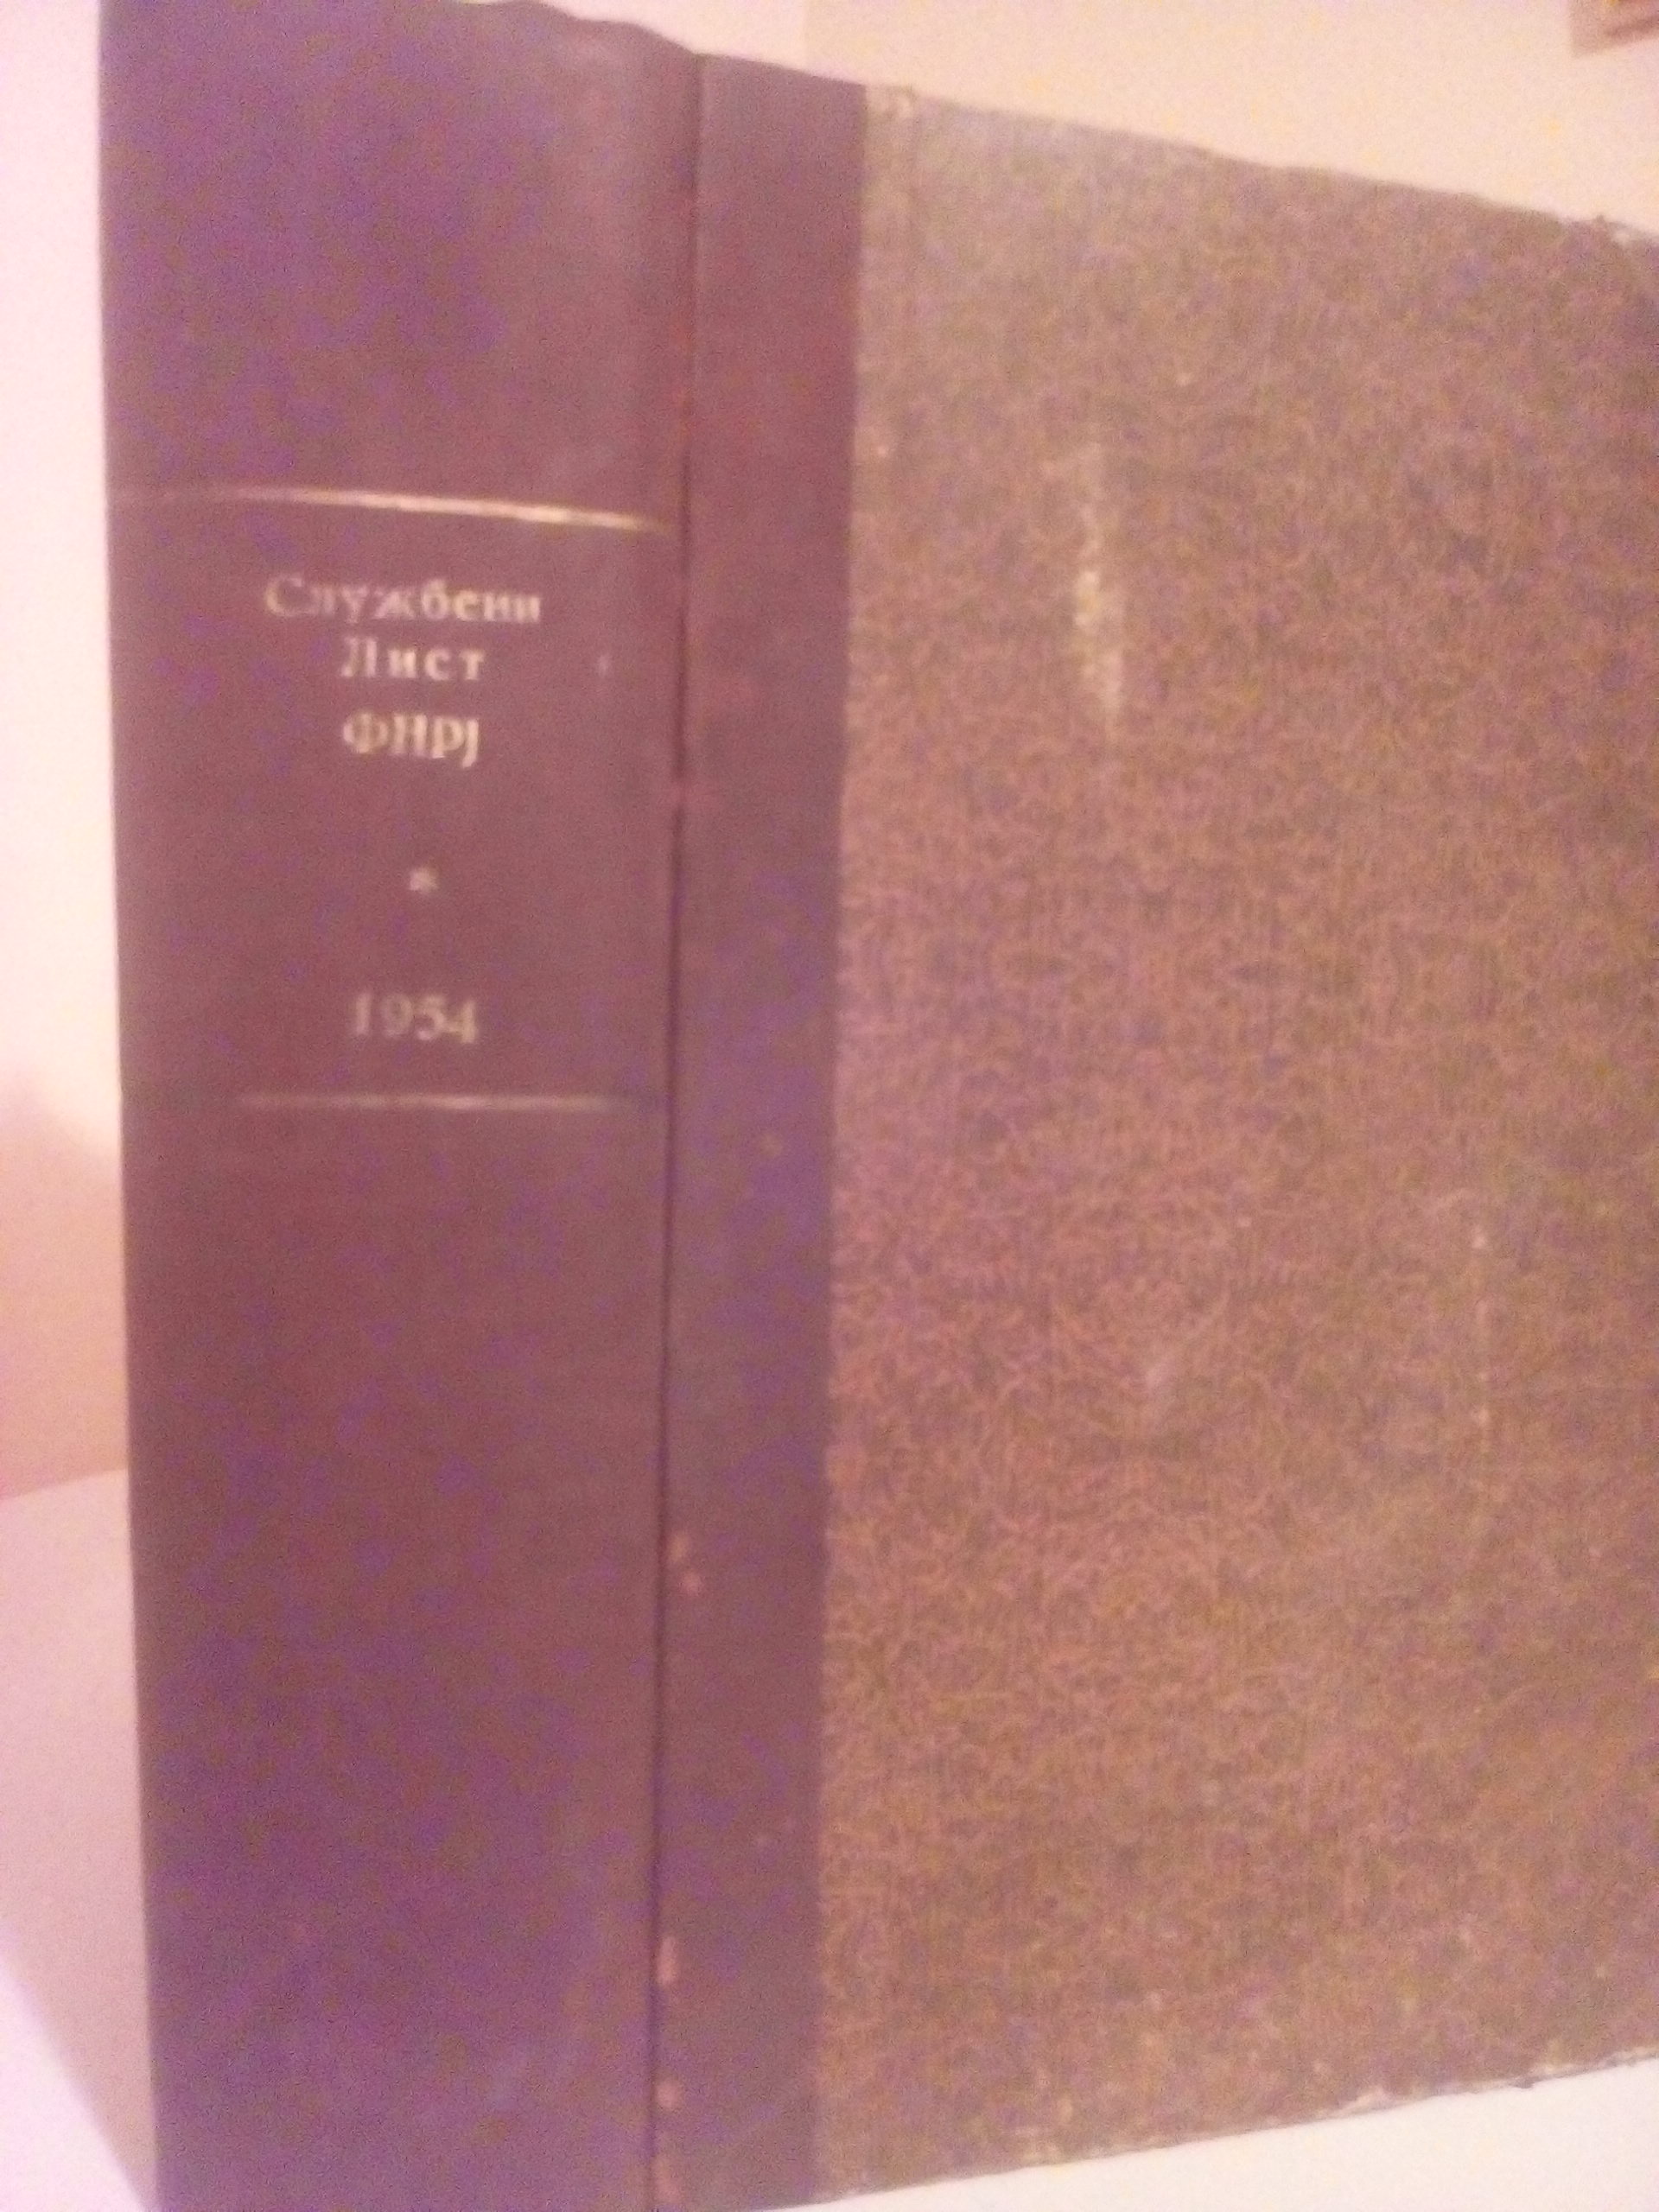 Службени
Лист
ФНРЈ
*
1954